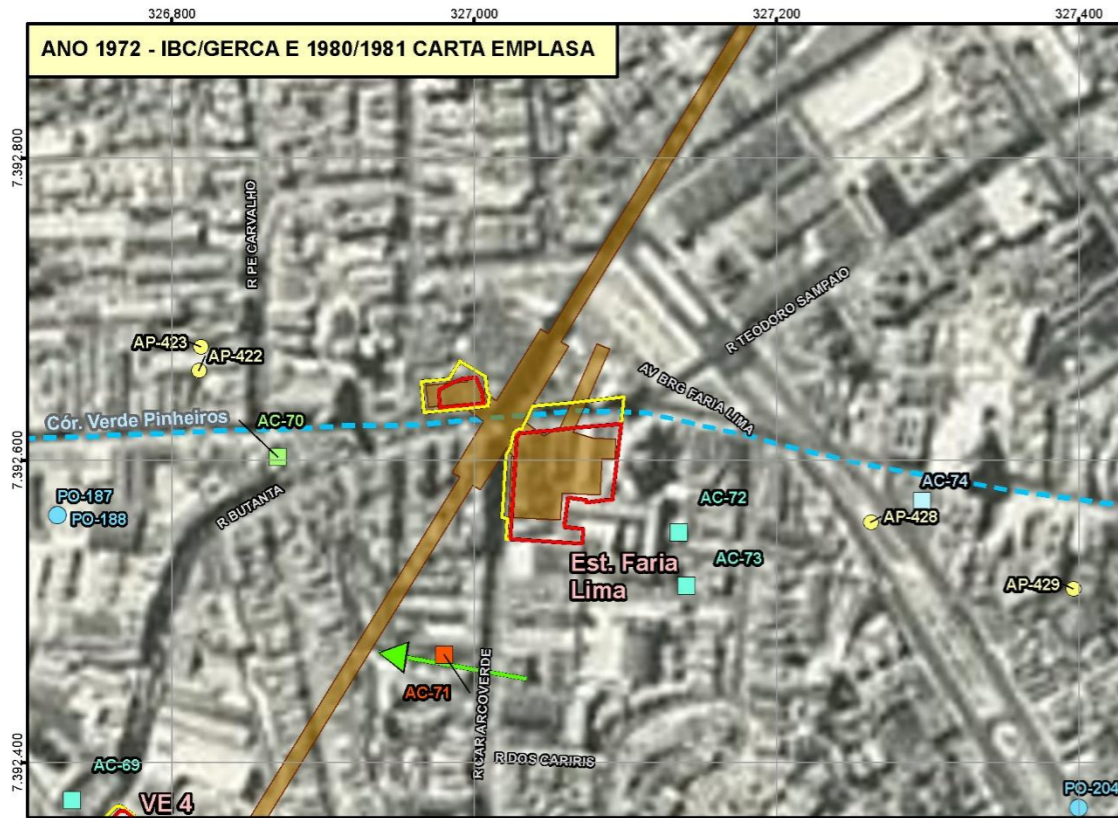 326,800
327,000
327,200
327,400
ANO 1972 - IBC/GERCA E 1980/1981 CARTA EMPLASA
7.392.800
R PE CARVALHO
R TEODORO SAMPAIO
AP-423
AP-422
AV BRG FARIA LIMA
Cór. Verde Pinheiros
AC-70
7.392.600
AC-74
PO-187
PO-188
R BUTANTA
AC-72
AP-428
Est. Faria
Lima
AC-73
AP-429
AC-71
R CAR ARCOVERDE
R DOS CARIRIS
7.392.400
AC-69
VE 4
PO-204